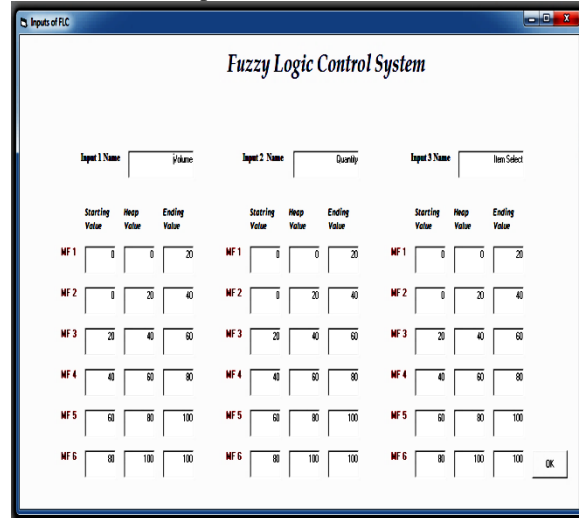 Inputs of FLC
Fuzzy Logic Control System
Input 1 Name Volume Input 2 Name Quantity Input 3 Name Item Select
Starting Heap Ending Statring Heap Ending Starting Heap Ending
Value Value Value Value Value Value Value Value Value
MF 1 0 0 20 MF 1 0 0 20 MF 1 0 0 20
MF 2 0 20 40 MF 2 0 20 40 MF 2 0 20 40
MF 3 20 40 60 MF 3 20 40 60 MF 3 20 40 60
MF 4 40 60 80 MF 4 40 60 80 MF 4 40 60 80
MF 5 60 80 100 MF 5 60 80 100 MF 5 60 80 100
MF 6 80 100 100 MF 6 80 100 100 MF 6 80 100 100
OK